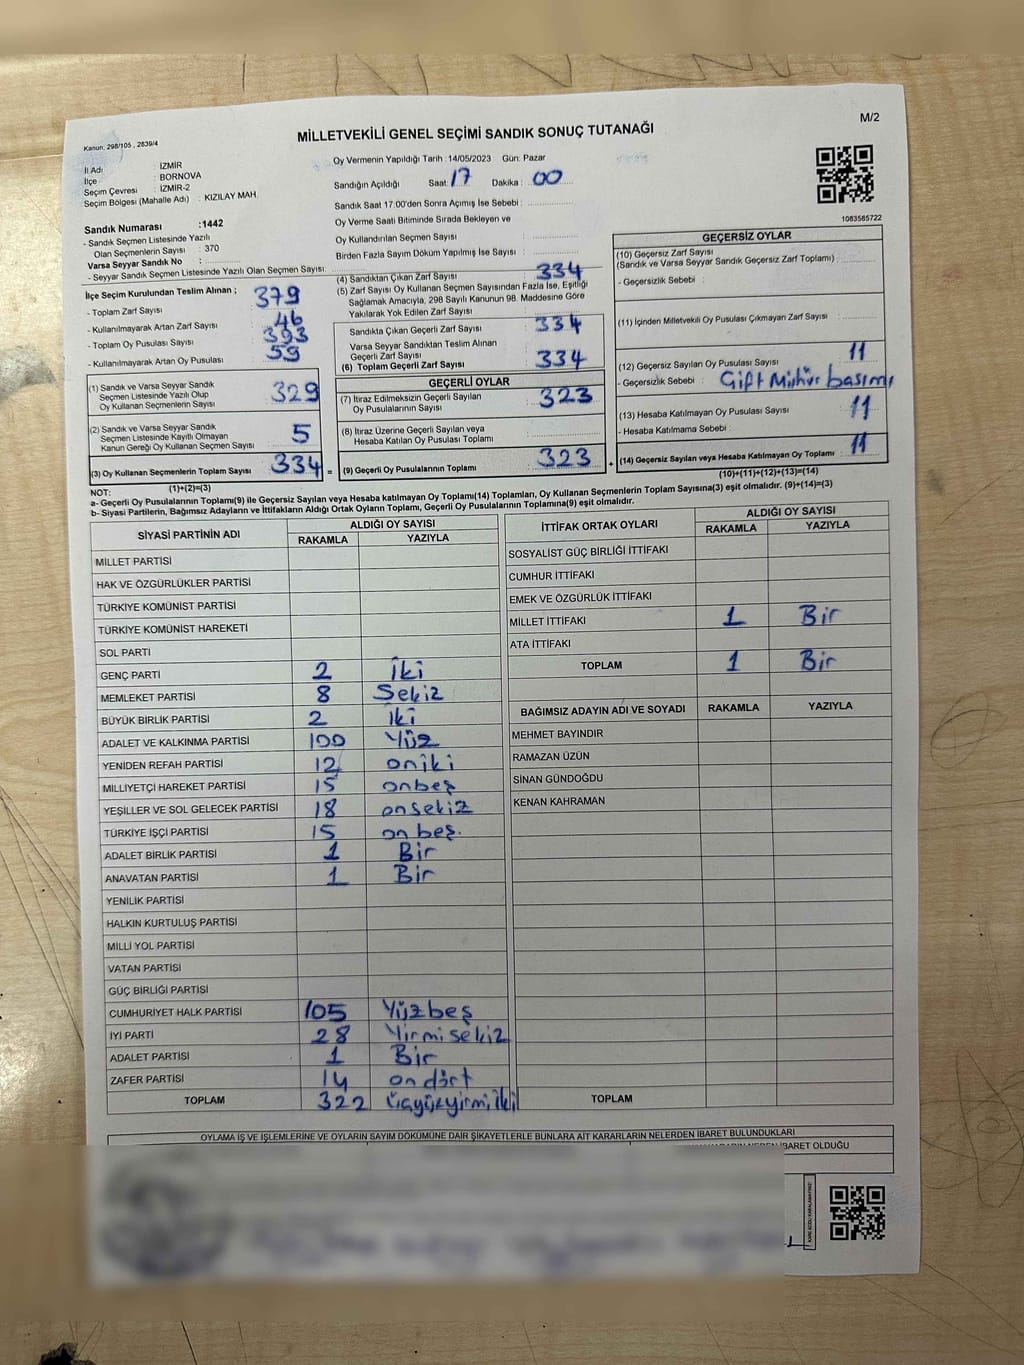 M/2
MİLLETVEKİLİ GENEL SEÇİMİ SANDIK SONUÇ TUTANAĞI
Kanun: 298/105 , 2839/4
İl Adı : İZMİR
İlçe : BORNOVA
Seçim Çevresi : İZMİR-2
Seçim Bölgesi (Mahalle Adı) : KIZILAY MAH
Oy Vermenin Yapıldığı Tarih : 14/05/2023 Gün: Pazar
Sandığın Açıldığı Saat: 17 Dakika : 00
Sandık Saat 17:00'den Sonra Açımış İse Sebebi :
Oy Verme Saati Bitiminde Sırada Bekleyen ve
Oy Kullandırılan Seçmen Sayısı :
Birden Fazla Sayım Döküm Yapılmış İse Sayısı :
1083585722
Sandık Numarası : 1442
- Sandık Seçmen Listesinde Yazılı
Olan Seçmenlerin Sayısı : 370
Varsa Seyyar Sandık No :
- Seyyar Sandık Seçmen Listesinde Yazılı Olan Seçmen Sayısı:
İlçe Seçim Kurulundan Teslim Alınan ;
- Toplam Zarf Sayısı : 379
- Kullanılmayarak Artan Zarf Sayısı : 46
- Toplam Oy Pusulası Sayısı : 393
- Kullanılmayarak Artan Oy Pusulası : 59
(1) Sandık ve Varsa Seyyar Sandık
Seçmen Listesinde Yazılı Olup
Oy Kullanan Seçmenlerin Sayısı : 329
(2) Sandık ve Varsa Seyyar Sandık
Seçmen Listesinde Kayıtlı Olmayan
Kanun Gereği Oy Kullanan Seçmen Sayısı : 5
(3) Oy Kullanan Seçmenlerin Toplam Sayısı : 334 =
(1)+(2)=(3)
(4) Sandıktan Çıkan Zarf Sayısı : 334
(5) Zarf Sayısı Oy Kullanan Seçmen Sayısından Fazla İse, Eşitliği
Sağlamak Amacıyla, 298 Sayılı Kanunun 98. Maddesine Göre
Yakılarak Yok Edilen Zarf Sayısı :
Sandıkta Çıkan Geçerli Zarf Sayısı : 334
Varsa Seyyar Sandıktan Teslim Alınan
Geçerli Zarf Sayısı :
(6) Toplam Geçerli Zarf Sayısı : 334
GEÇERLİ OYLAR
(7) İtiraz Edilmeksizin Geçerli Sayılan
Oy Pusulalarının Sayısı : 323
(8) İtiraz Üzerine Geçerli Sayılan veya
Hesaba Katılan Oy Pusulası Toplamı :
(9) Geçerli Oy Pusulalarının Toplamı : 323 +
GEÇERSİZ OYLAR
(10) Geçersiz Zarf Sayısı
(Sandık ve Varsa Seyyar Sandık Geçersiz Zarf Toplamı) :
- Geçersizlik Sebebi :
(11) İçinden Milletvekili Oy Pusulası Çıkmayan Zarf Sayısı :
(12) Geçersiz Sayılan Oy Pusulası Sayısı : 11
- Geçersizlik Sebebi : Çift Mühür basımı
(13) Hesaba Katılmayan Oy Pusulası Sayısı : 11
- Hesaba Katılmama Sebebi :
(14) Geçersiz Sayılan veya Hesaba Katılmayan Oy Toplamı : 11
(10)+(11)+(12)+(13)=(14)
NOT:
a- Geçerli Oy Pusulalarının Toplamı(9) ile Geçersiz Sayılan veya Hesaba katılmayan Oy Toplamı(14) Toplamları, Oy Kullanan Seçmenlerin Toplam Sayısına(3) eşit olmalıdır. (9)+(14)=(3)
b- Siyasi Partilerin, Bağımsız Adayların ve İttifakların Aldığı Ortak Oyların Toplamı, Geçerli Oy Pusulalarının Toplamına(9) eşit olmalıdır.
SİYASİ PARTİNİN ADI ALDIĞI OY SAYISI
RAKAMLA YAZIYLA
MİLLET PARTİSİ
HAK VE ÖZGÜRLÜKLER PARTİSİ
TÜRKİYE KOMÜNİST PARTİSİ
TÜRKİYE KOMÜNİST HAREKETİ
SOL PARTİ
GENÇ PARTİ 2 İki
MEMLEKET PARTİSİ 8 Sekiz
BÜYÜK BİRLİK PARTİSİ 2 İki
ADALET VE KALKINMA PARTİSİ 100 Yüz
YENİDEN REFAH PARTİSİ 12 oniki
MİLLİYETÇİ HAREKET PARTİSİ 15 onbeş
YEŞİLLER VE SOL GELECEK PARTİSİ 18 onsekiz
TÜRKİYE İŞÇİ PARTİSİ 15 onbeş.
ADALET BİRLİK PARTİSİ 1 Bir
ANAVATAN PARTİSİ 1 Bir
YENİLİK PARTİSİ
HALKIN KURTULUŞ PARTİSİ
MİLLİ YOL PARTİSİ
VATAN PARTİSİ
GÜÇ BİRLİĞİ PARTİSİ
CUMHURİYET HALK PARTİSİ 105 Yüzbeş
İYİ PARTİ 28 Yirmisekiz
ADALET PARTİSİ 1 Bir
ZAFER PARTİSİ 14 ondört
TOPLAM 322 Üçyüzyirmiiki
İTTİFAK ORTAK OYLARI ALDIĞI OY SAYISI
RAKAMLA YAZIYLA
SOSYALİST GÜÇ BİRLİĞİ İTTİFAKI
CUMHUR İTTİFAKI
EMEK VE ÖZGÜRLÜK İTTİFAKI
MİLLET İTTİFAKI 1 Bir
ATA İTTİFAKI
TOPLAM 1 Bir
BAĞIMSIZ ADAYIN ADI VE SOYADI RAKAMLA YAZIYLA
MEHMET BAYINDIR
RAMAZAN ÜZÜN
SİNAN GÜNDOĞDU
KENAN KAHRAMAN
TOPLAM
OYLAMA İŞ VE İŞLEMLERİNE VE OYLARIN SAYIM DÖKÜMÜNE DAİR ŞİKAYETLERLE BUNLARA AİT KARARLARIN NELERDEN İBARET BULUNDUKLARI
İBARET OLDUĞU